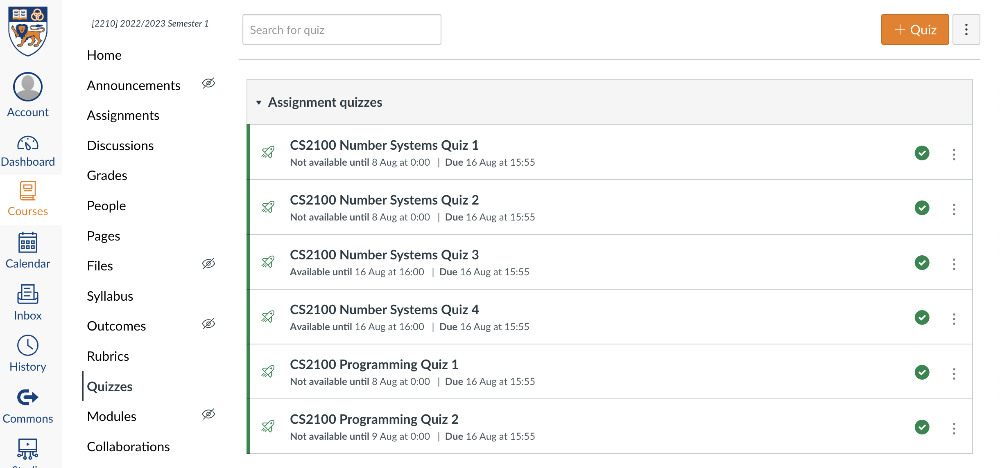 Account
Dashboard
Courses
Calendar
Inbox
History
Commons
[2210] 2022/2023 Semester 1
Home
Announcements
Assignments
Discussions
Grades
People
Pages
Files
Syllabus
Outcomes
Rubrics
Quizzes
Modules
Collaborations
Search for quiz
+ Quiz
Assignment quizzes
CS2100 Number Systems Quiz 1
Not available until 8 Aug at 0:00 | Due 16 Aug at 15:55
CS2100 Number Systems Quiz 2
Not available until 8 Aug at 0:00 | Due 16 Aug at 15:55
CS2100 Number Systems Quiz 3
Available until 16 Aug at 16:00 | Due 16 Aug at 15:55
CS2100 Number Systems Quiz 4
Available until 16 Aug at 16:00 | Due 16 Aug at 15:55
CS2100 Programming Quiz 1
Not available until 8 Aug at 0:00 | Due 16 Aug at 15:55
CS2100 Programming Quiz 2
Not available until 9 Aug at 0:00 | Due 16 Aug at 15:55